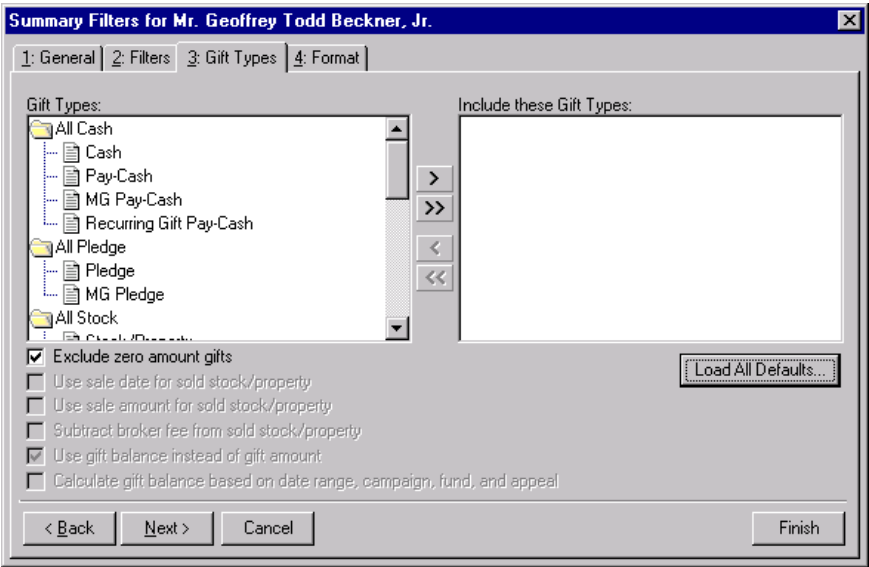 Summary Filters for Mr. Geoffrey Todd Beckner, Jr.
1: General 2: Filters 3: Gift Types 4: Format
Gift Types:
Include these Gift Types:
All Cash
Cash
Pay-Cash
MG Pay-Cash
Recurring Gift Pay-Cash
All Pledge
Pledge
MG Pledge
All Stock
Stock/Property
>
>>
<
<<
Exclude zero amount gifts
Use sale date for sold stock/property
Use sale amount for sold stock/property
Subtract broker fee from sold stock/property
Use gift balance instead of gift amount
Calculate gift balance based on date range, campaign, fund, and appeal
Load All Defaults...
< Back Next > Cancel Finish